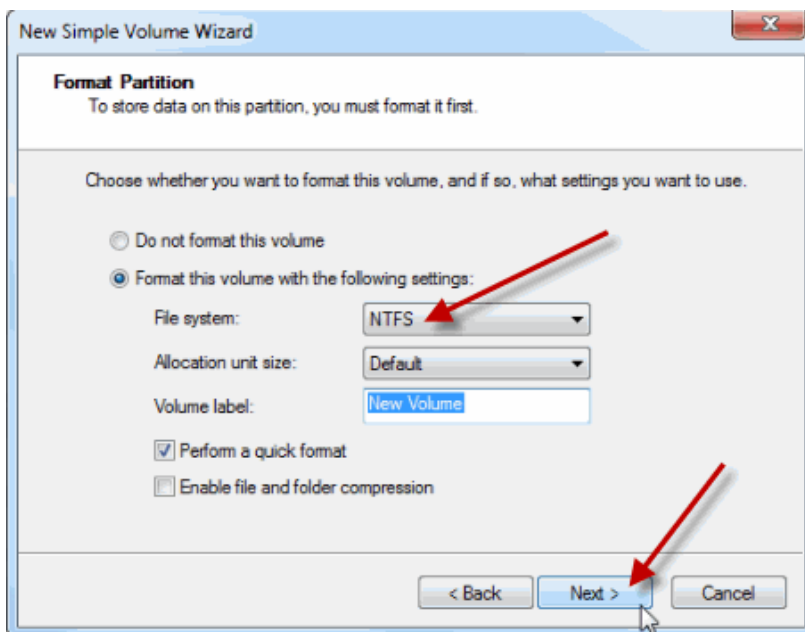 New Simple Volume Wizard
Format Partition
To store data on this partition, you must format it first.
Choose whether you want to format this volume, and if so, what settings you want to use.
Do not format this volume
Format this volume with the following settings:
File system: NTFS
Allocation unit size: Default
Volume label: New Volume
Perform a quick format
Enable file and folder compression
< Back Next > Cancel